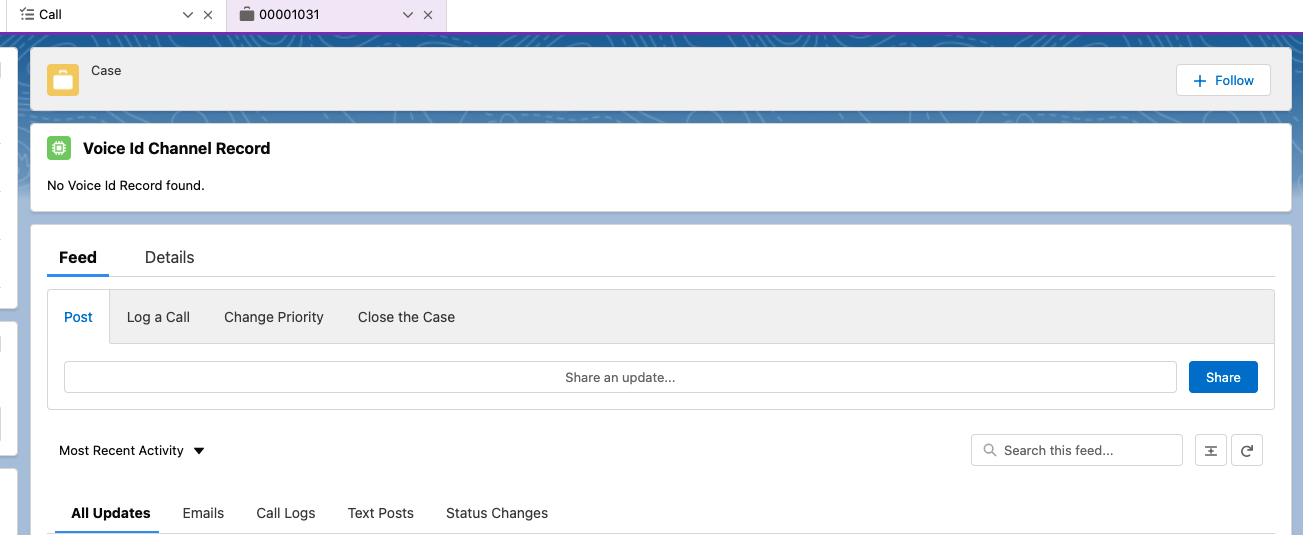 Call
00001031
Case
Follow
Voice Id Channel Record
No Voice Id Record found.
Feed
Details
Post
Log a Call
Change Priority
Close the Case
Share an update...
Share
Most Recent Activity
Search this feed...
All Updates
Emails
Call Logs
Text Posts
Status Changes